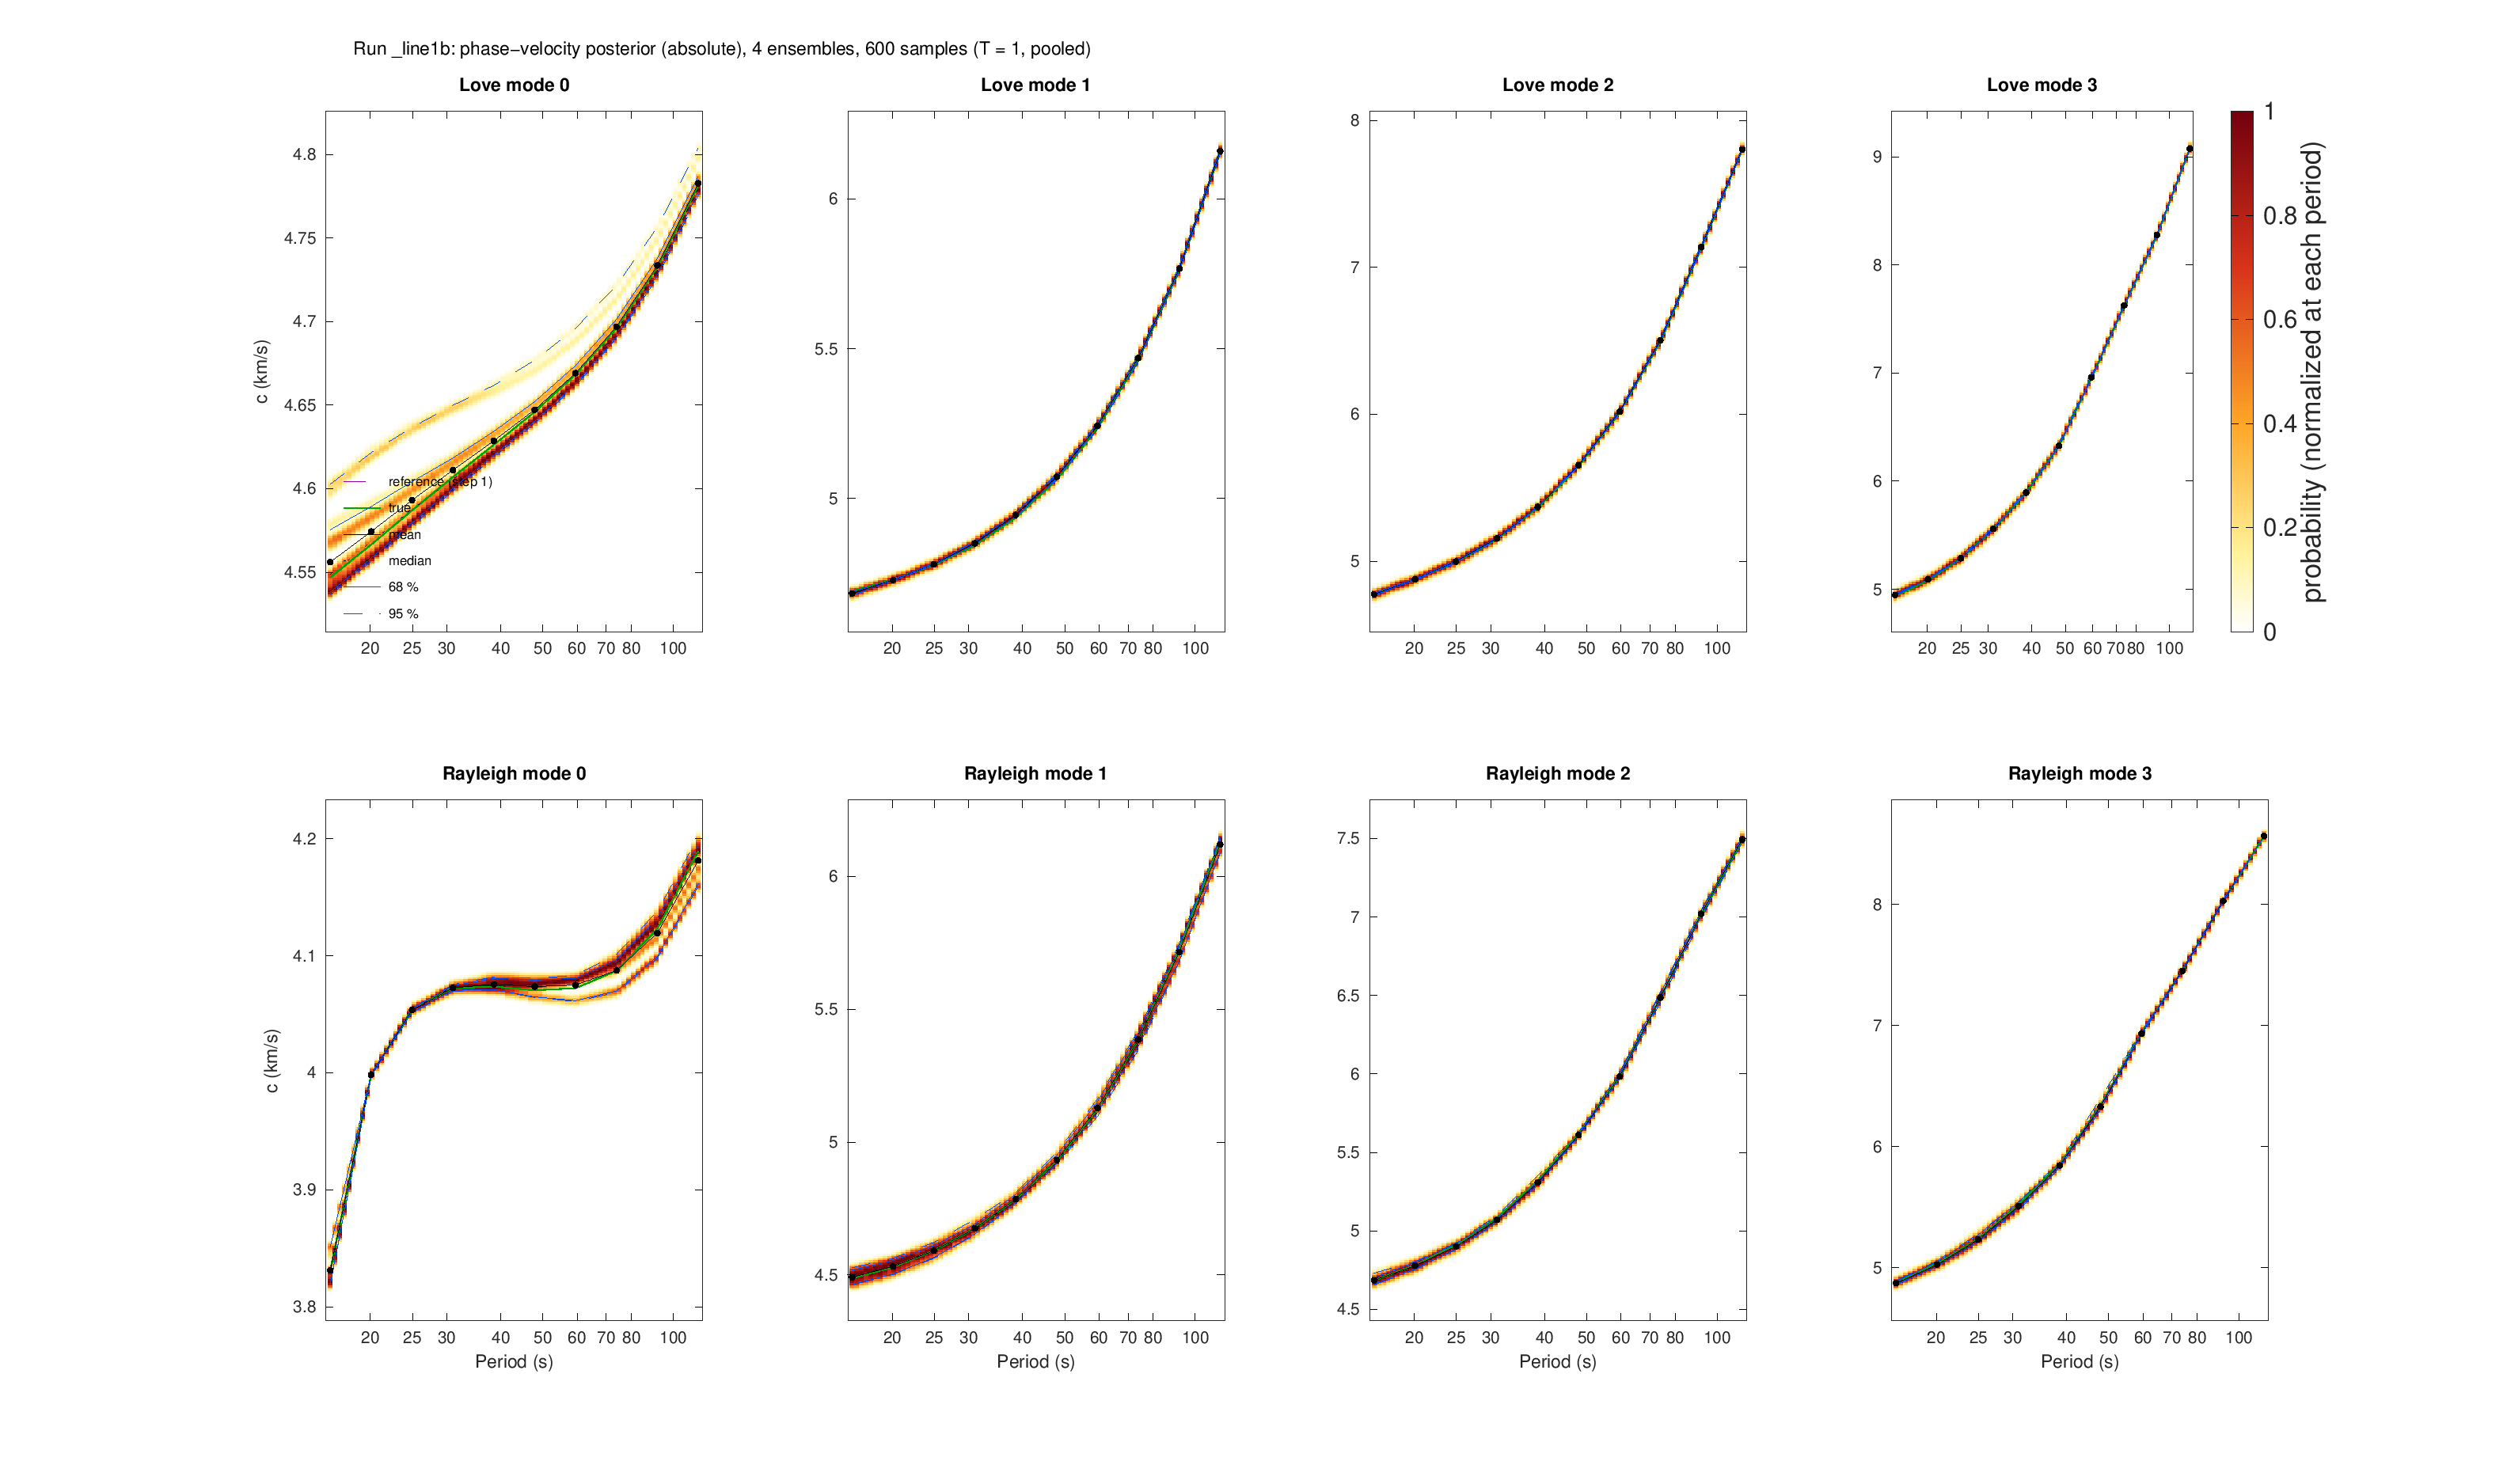 Run _line1b: phase−velocity posterior (absolute), 4 ensembles, 600 samples (T = 1, pooled)
Love mode 0
Love mode 1
Love mode 2
Love mode 3
c (km/s)
4.8
4.75
4.7
4.65
4.6
4.55
reference (step 1)
true
mean
median
68 %
95 %
20 25 30 40 50 60 70 80 100
6
5.5
5
20 25 30 40 50 60 70 80 100
8
7
6
5
20 25 30 40 50 60 70 80 100
9
8
7
6
5
20 25 30 40 50 60 70 80 100
1
0.8
0.6
0.4
0.2
0
probability (normalized at each period)
Rayleigh mode 0
Rayleigh mode 1
Rayleigh mode 2
Rayleigh mode 3
c (km/s)
4.2
4.1
4
3.9
3.8
20 25 30 40 50 60 70 80 100
Period (s)
6
5.5
5
4.5
20 25 30 40 50 60 70 80 100
Period (s)
7.5
7
6.5
6
5.5
5
4.5
20 25 30 40 50 60 70 80 100
Period (s)
8
7
6
5
20 25 30 40 50 60 70 80 100
Period (s)